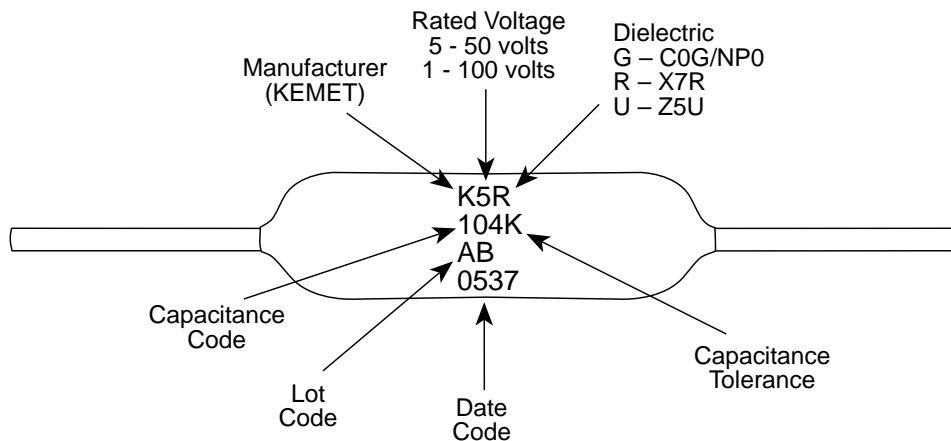 Rated Voltage
5 - 50 volts
1 - 100 volts
Dielectric
G – C0G/NP0
R – X7R
U – Z5U
Manufacturer
(KEMET)
K5R
104K
AB
0537
Capacitance
Code
Capacitance
Tolerance
Lot
Code
Date
Code